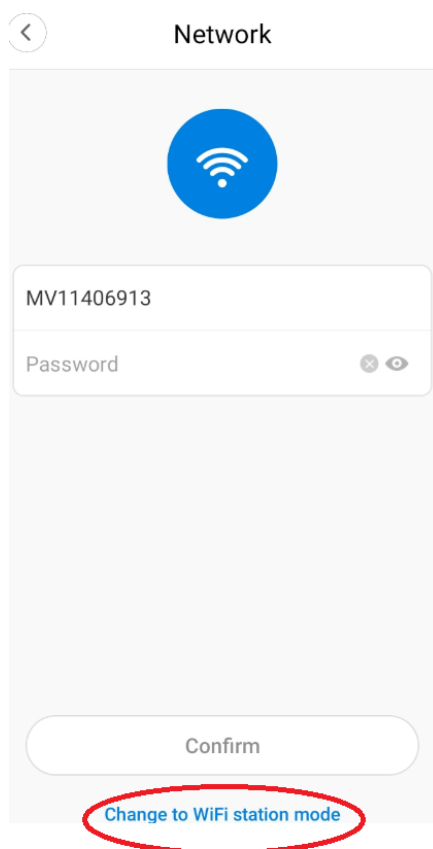 Network
MV11406913
Password
Confirm
Change to WiFi station mode